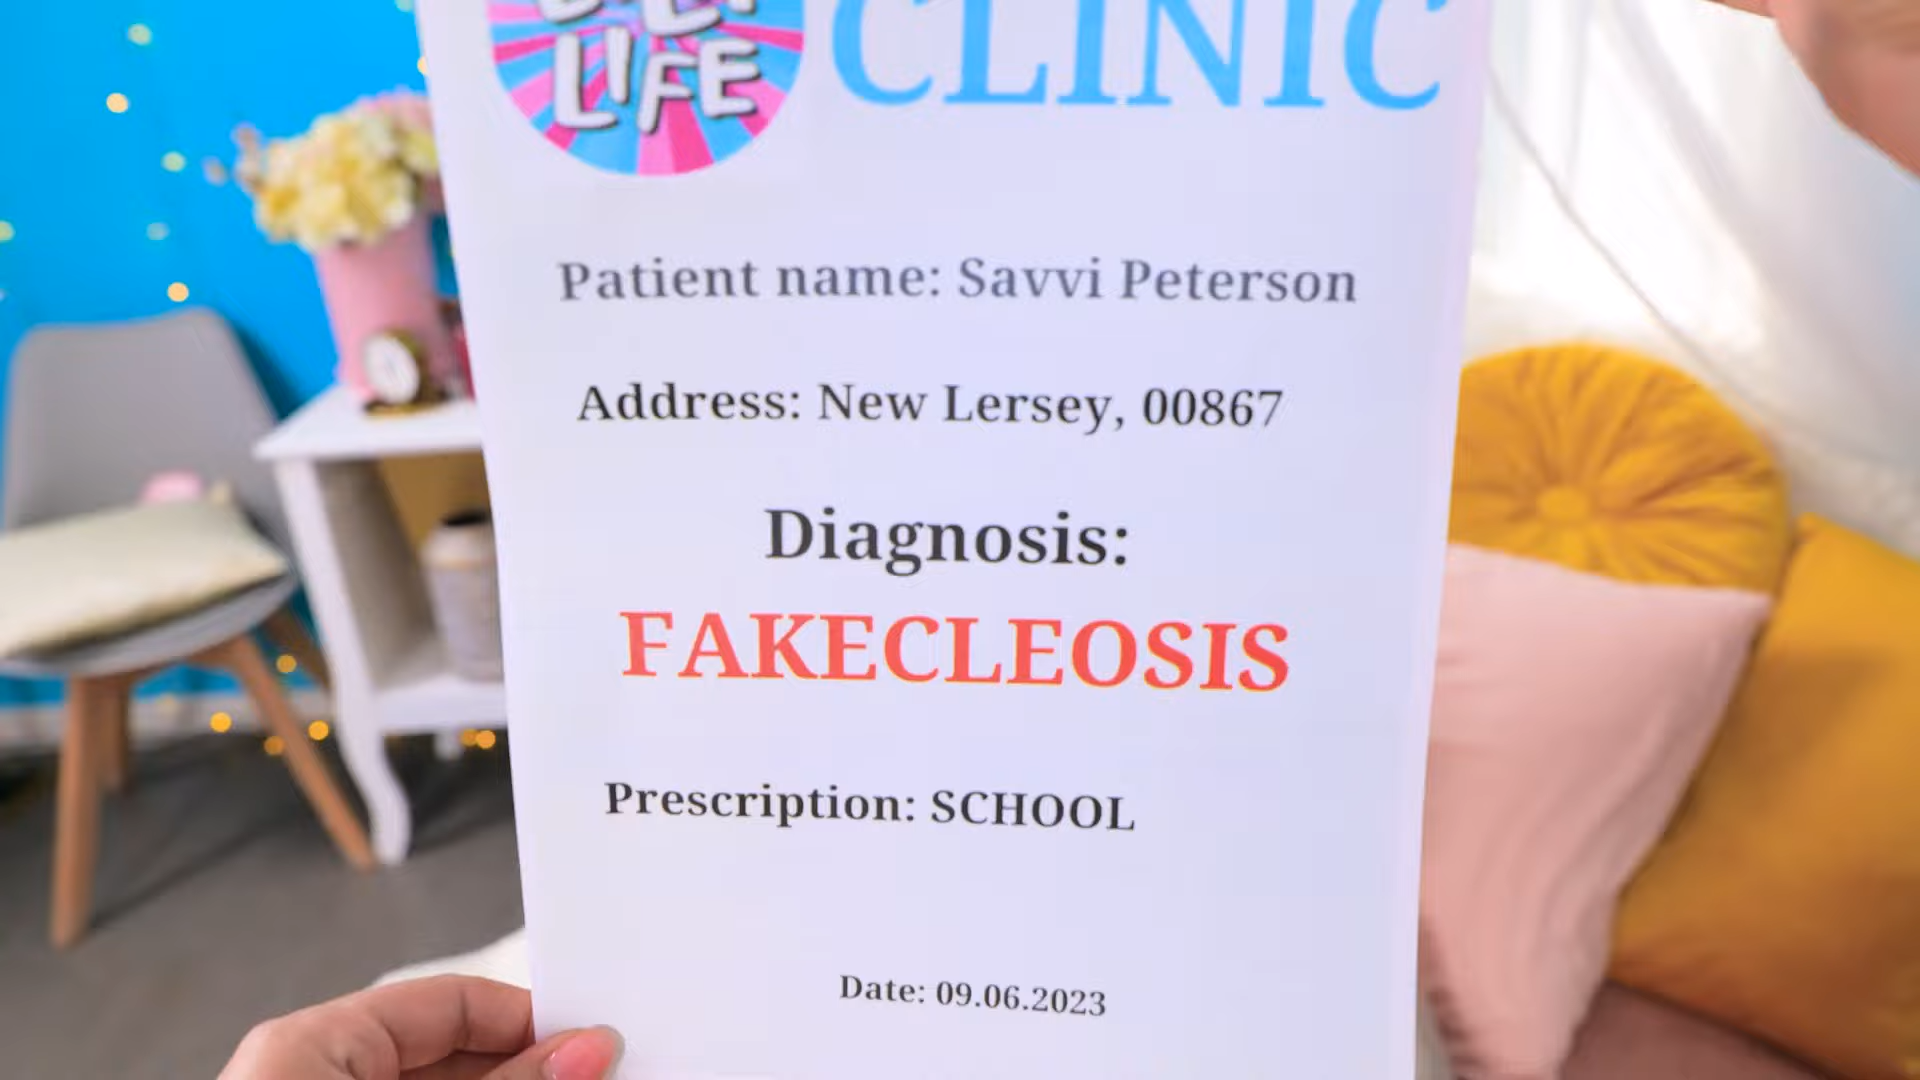 LIFE
CLINIC
Patient name: Savvi Peterson
Address: New Lersey, 00867
Diagnosis:
FAKECLEOSIS
Prescription: SCHOOL
Date: 09.06.2023